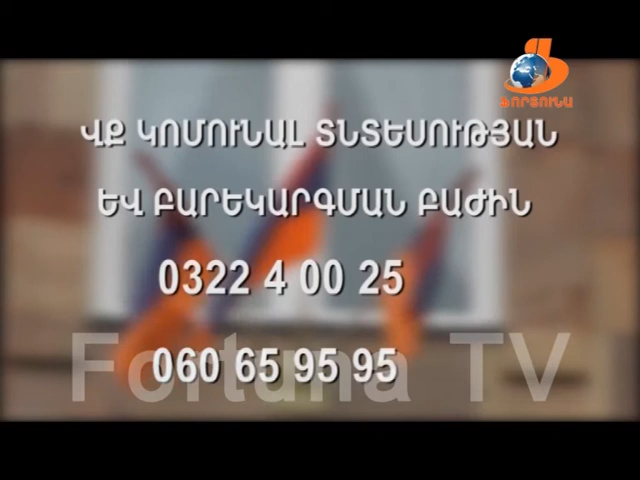 ՖՈՐՏՈՒՆԱ
ՎՔ ԿՈՄՈՒՆԱԼ ՏՆՏԵՍՈՒԹՅԱՆ
ԵՎ ԲԱՐԵԿԱՐԳՄԱՆ ԲԱԺԻՆ
0322 4 00 25
060 65 95 95
Fortuna TV